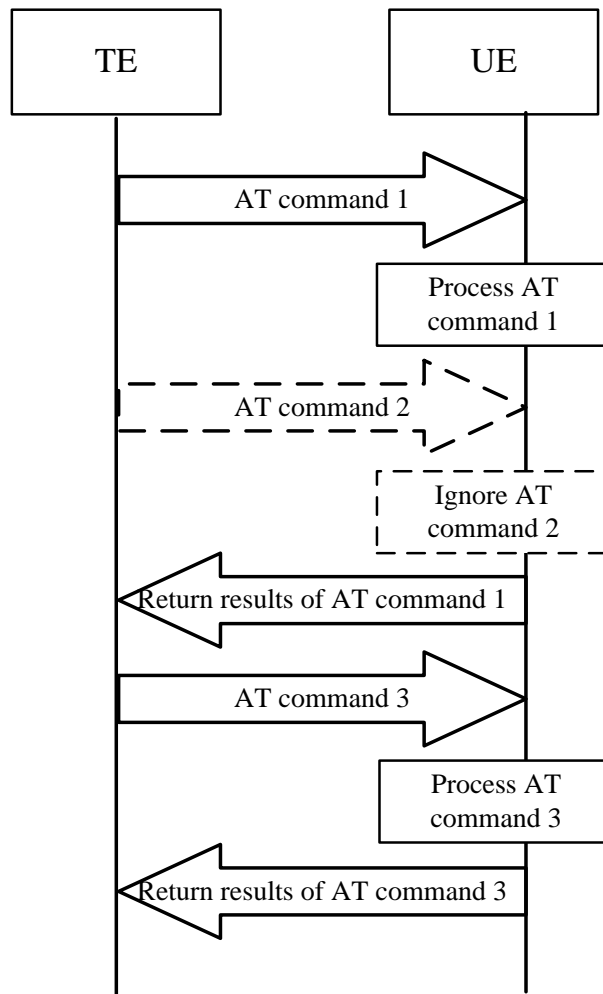 TE
UE
AT command 1
Process AT
command 1
AT command 2
Ignore AT
command 2
Return results of AT command 1
AT command 3
Process AT
command 3
Return results of AT command 3